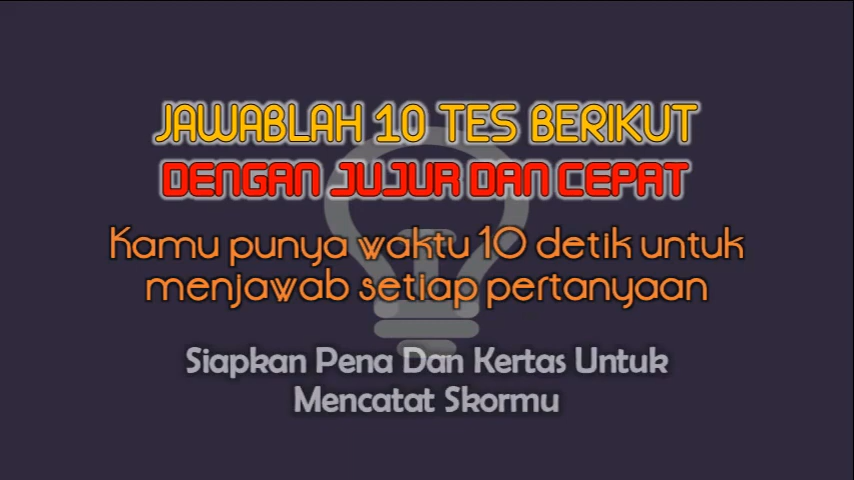 JAWABLAH 10 TES BERIKUT
DENGAN JUJUR DAN CEPAT
Kamu punya waktu 10 detik untuk
menjawab setiap pertanyaan
Siapkan Pena Dan Kertas Untuk
Mencatat Skormu